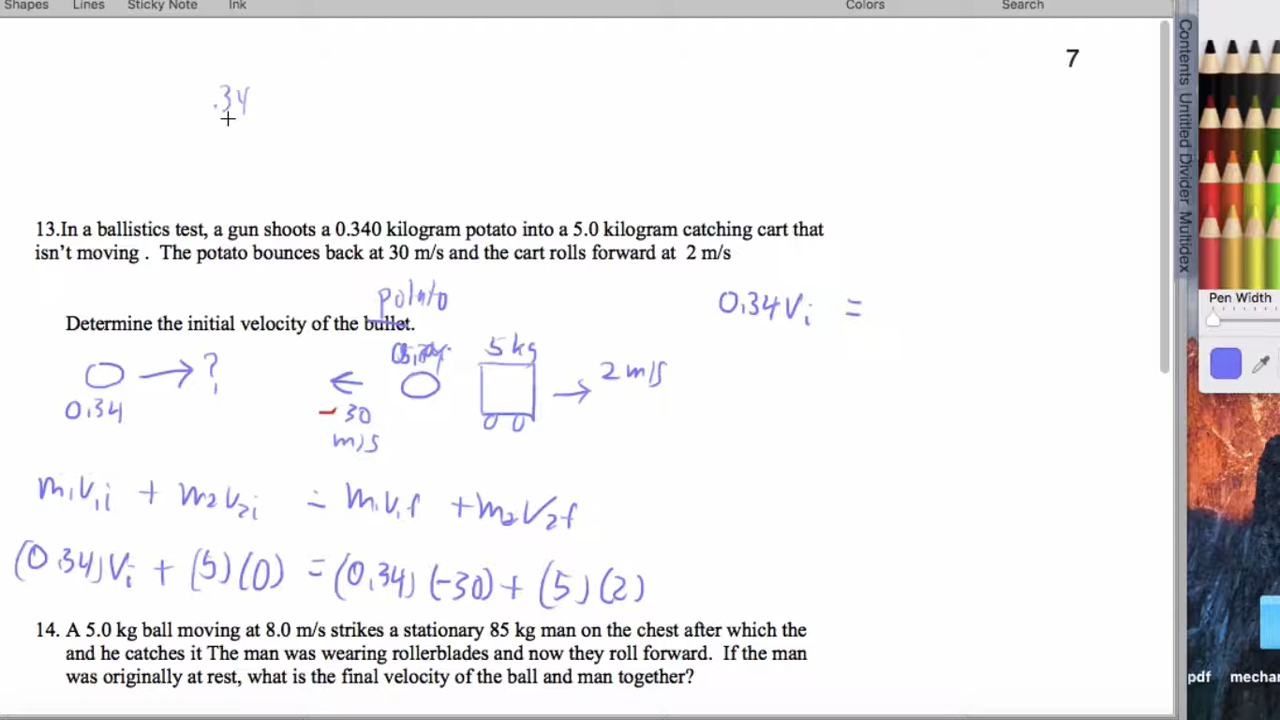 Shapes Lines Sticky Note Ink Colors Search
7
.34
13.In a ballistics test, a gun shoots a 0.340 kilogram potato into a 5.0 kilogram catching cart that
isn't moving . The potato bounces back at 30 m/s and the cart rolls forward at 2 m/s
potato
Determine the initial velocity of the bullet.
0.34Vi =
5 kg
?
2 m/s
0.34
-30
m/s
m₁V₁i + m₂V₂i = m₁V₁f + m₂V₂f
(0.34)Vi + (5)(0) = (0.34)(-30) + (5)(2)
14. A 5.0 kg ball moving at 8.0 m/s strikes a stationary 85 kg man on the chest after which the
and he catches it The man was wearing rollerblades and now they roll forward. If the man
was originally at rest, what is the final velocity of the ball and man together?
Contents Untitled Divider Multidex
Pen Width
pdf mechan